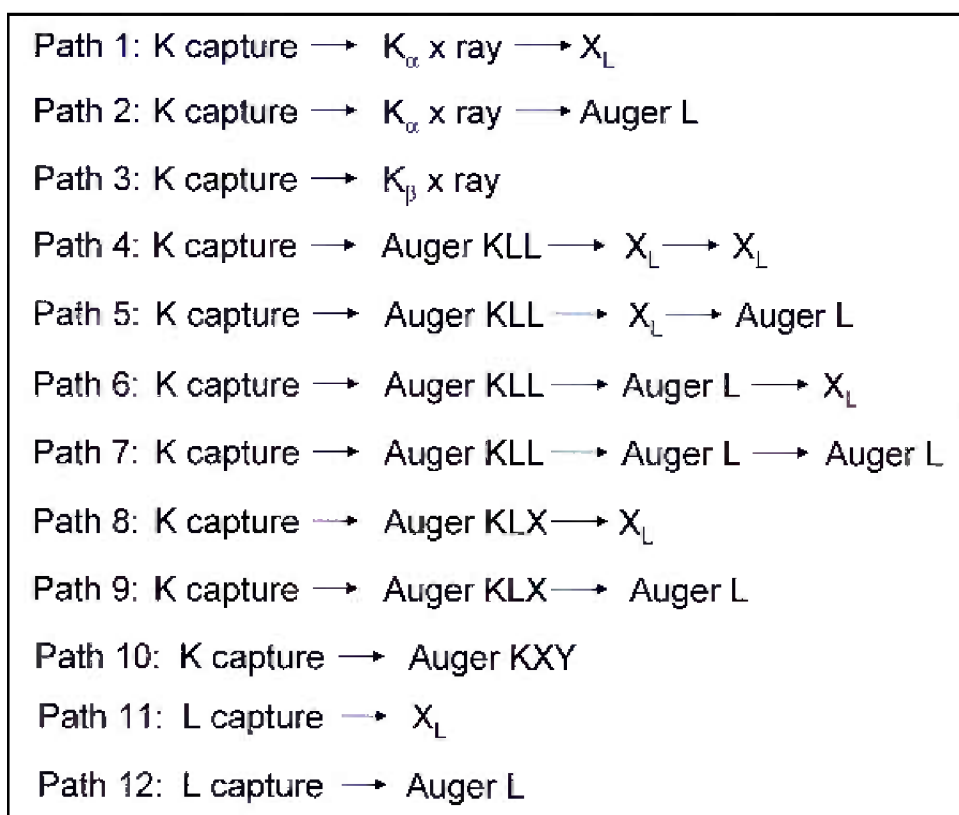 Path 1: K capture → Kα x ray → XL
Path 2: K capture → Kα x ray → Auger L
Path 3: K capture → Kβ x ray
Path 4: K capture → Auger KLL → XL → XL
Path 5: K capture → Auger KLL → XL → Auger L
Path 6: K capture → Auger KLL → Auger L → XL
Path 7: K capture → Auger KLL → Auger L → Auger L
Path 8: K capture → Auger KLX → XL
Path 9: K capture → Auger KLX → Auger L
Path 10: K capture → Auger KXY
Path 11: L capture → XL
Path 12: L capture → Auger L